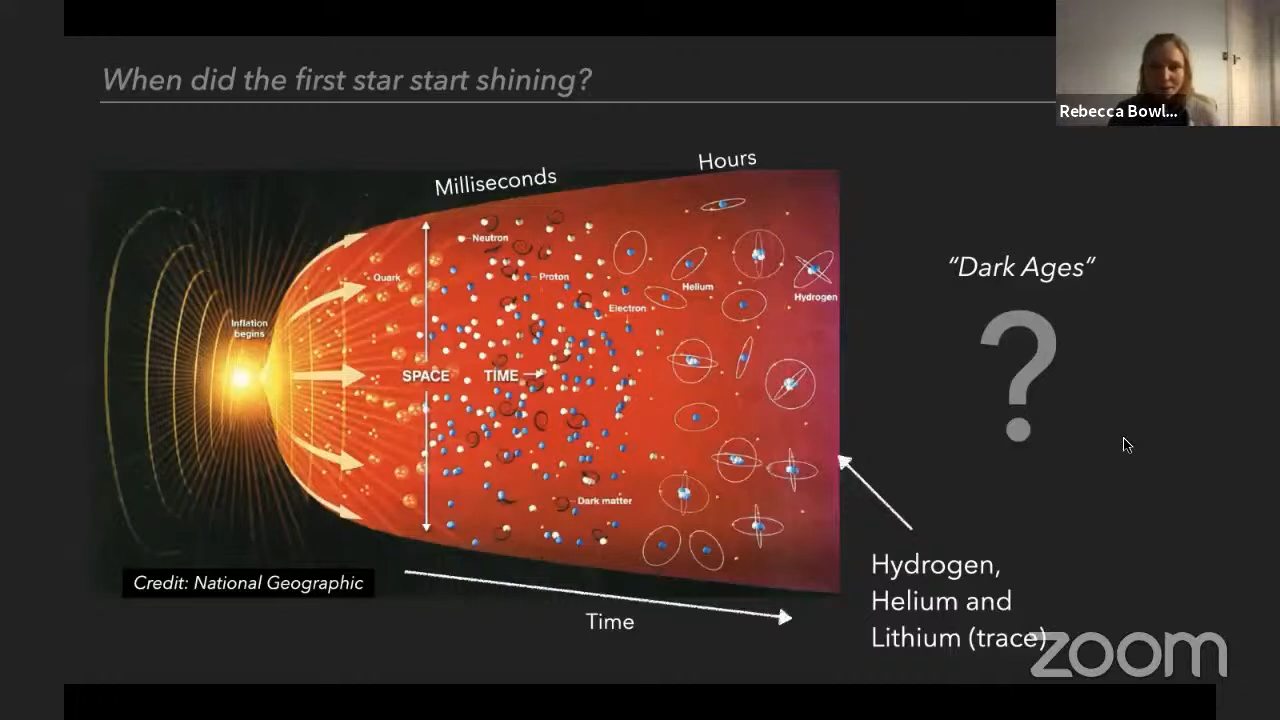 When did the first star start shining?
Rebecca Bowl...
Milliseconds
Hours
Neutron
Quark
Proton
Helium
Hydrogen
Electron
Inflation
begins
SPACE
TIME
Dark matter
"Dark Ages"
?
Credit: National Geographic
Time
Hydrogen,
Helium and
Lithium (trace)
zoom